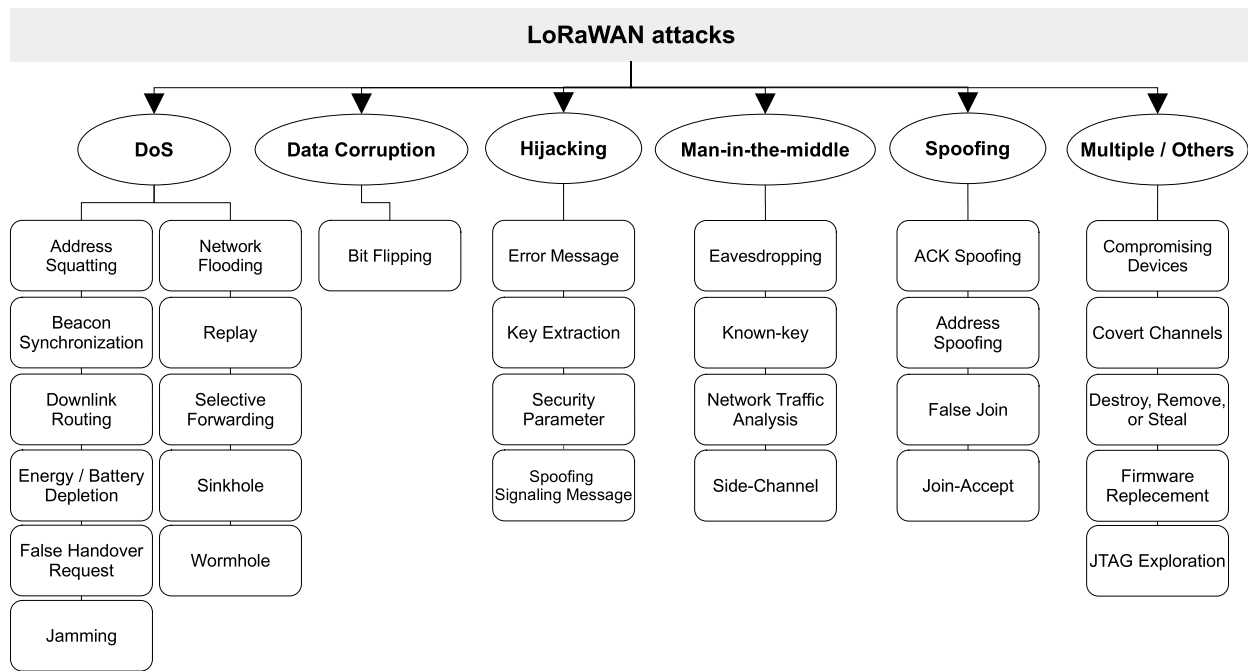 LoRaWAN attacks
DoS
Data Corruption
Hijacking
Man-in-the-middle
Spoofing
Multiple / Others
Address
Squatting
Beacon
Synchronization
Downlink
Routing
Energy / Battery
Depletion
False Handover
Request
Jamming
Network
Flooding
Replay
Selective
Forwarding
Sinkhole
Wormhole
Bit Flipping
Error Message
Key Extraction
Security
Parameter
Spoofing
Signaling Message
Eavesdropping
Known-key
Network Traffic
Analysis
Side-Channel
ACK Spoofing
Address
Spoofing
False Join
Join-Accept
Compromising
Devices
Covert Channels
Destroy, Remove,
or Steal
Firmware
Replecement
JTAG Exploration